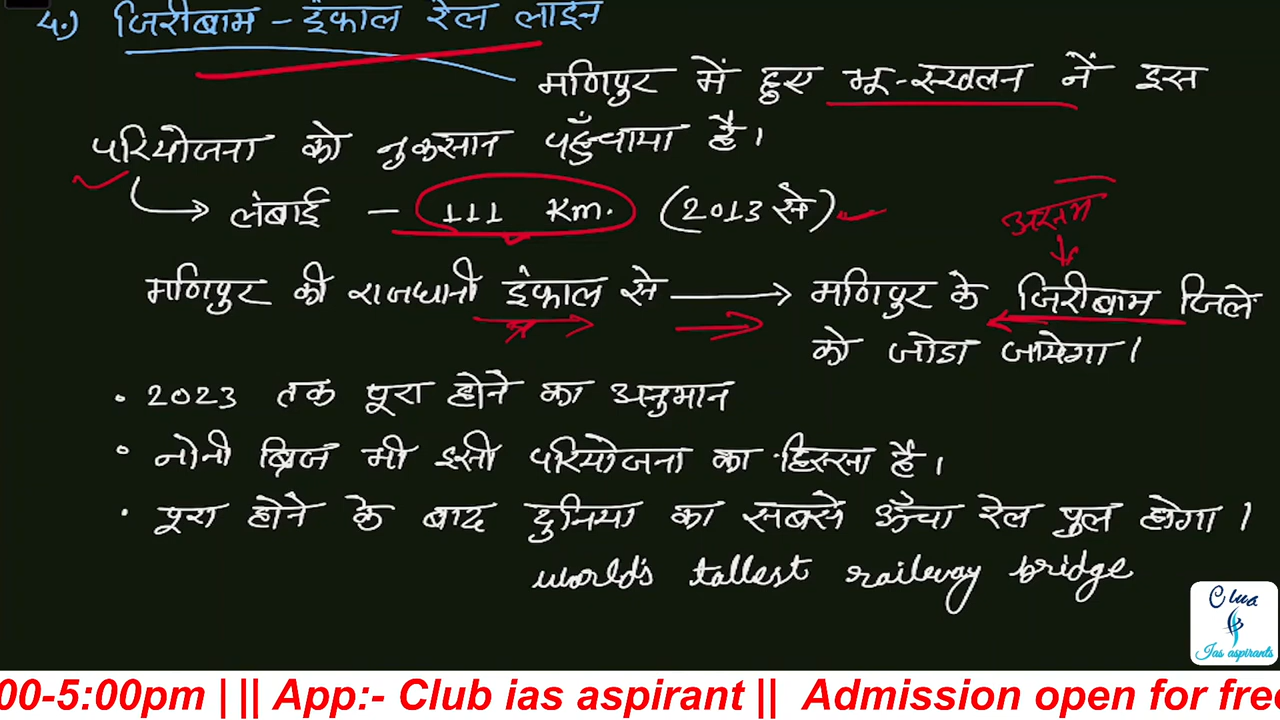 4.) जिरीबाम - इंफाल रेल लाइन
मणिपुर में हुए भू-स्खलन नें इस
परियोजना को नुकसान पहुँचाया है।
लंबाई - 111 Km. (2013 से)
असम
मणिपुर की राजधानी इंफाल से → मणिपुर के जिरीबाम जिले
को जोडा जायेगा।
• 2023 तक पूरा होने का अनुमान
• नोनी ब्रिज भी इसी परियोजना का हिस्सा है।
• पूरा होने के बाद दुनिया का सबसे ऊँचा रेल पुल होगा।
world's tallest railway bridge
Club
Ias aspirants
00-5:00pm | || App:- Club ias aspirant || Admission open for free